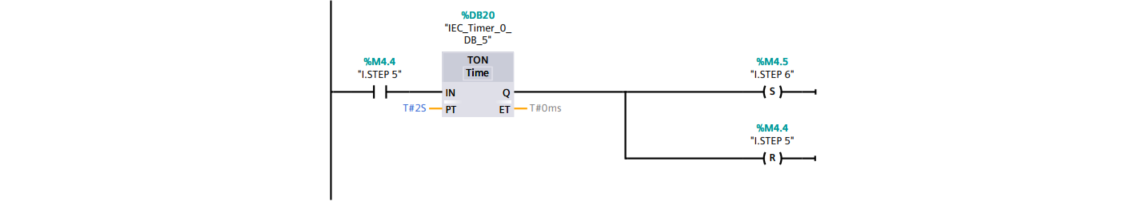 %DB20
"IEC_Timer_0_
DB_5"
TON
Time
%M4.4
"I.STEP 5"
IN
Q
T#2S
PT
ET
T#0ms
%M4.5
"I.STEP 6"
S
%M4.4
"I.STEP 5"
R